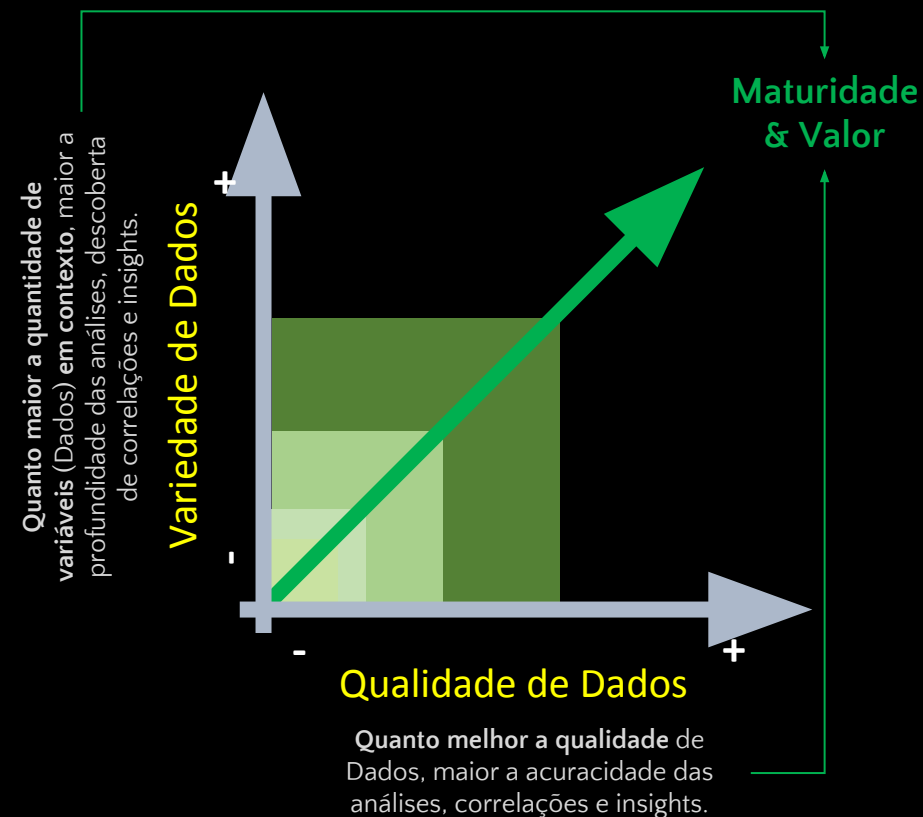 Maturidade
& Valor
Quanto maior a quantidade de
variáveis (Dados) em contexto, maior a
profundidade das análises, descoberta
de correlações e insights.
+
Variedade de Dados
-
-
+
Qualidade de Dados
Quanto melhor a qualidade de
Dados, maior a acuracidade das
análises, correlações e insights.